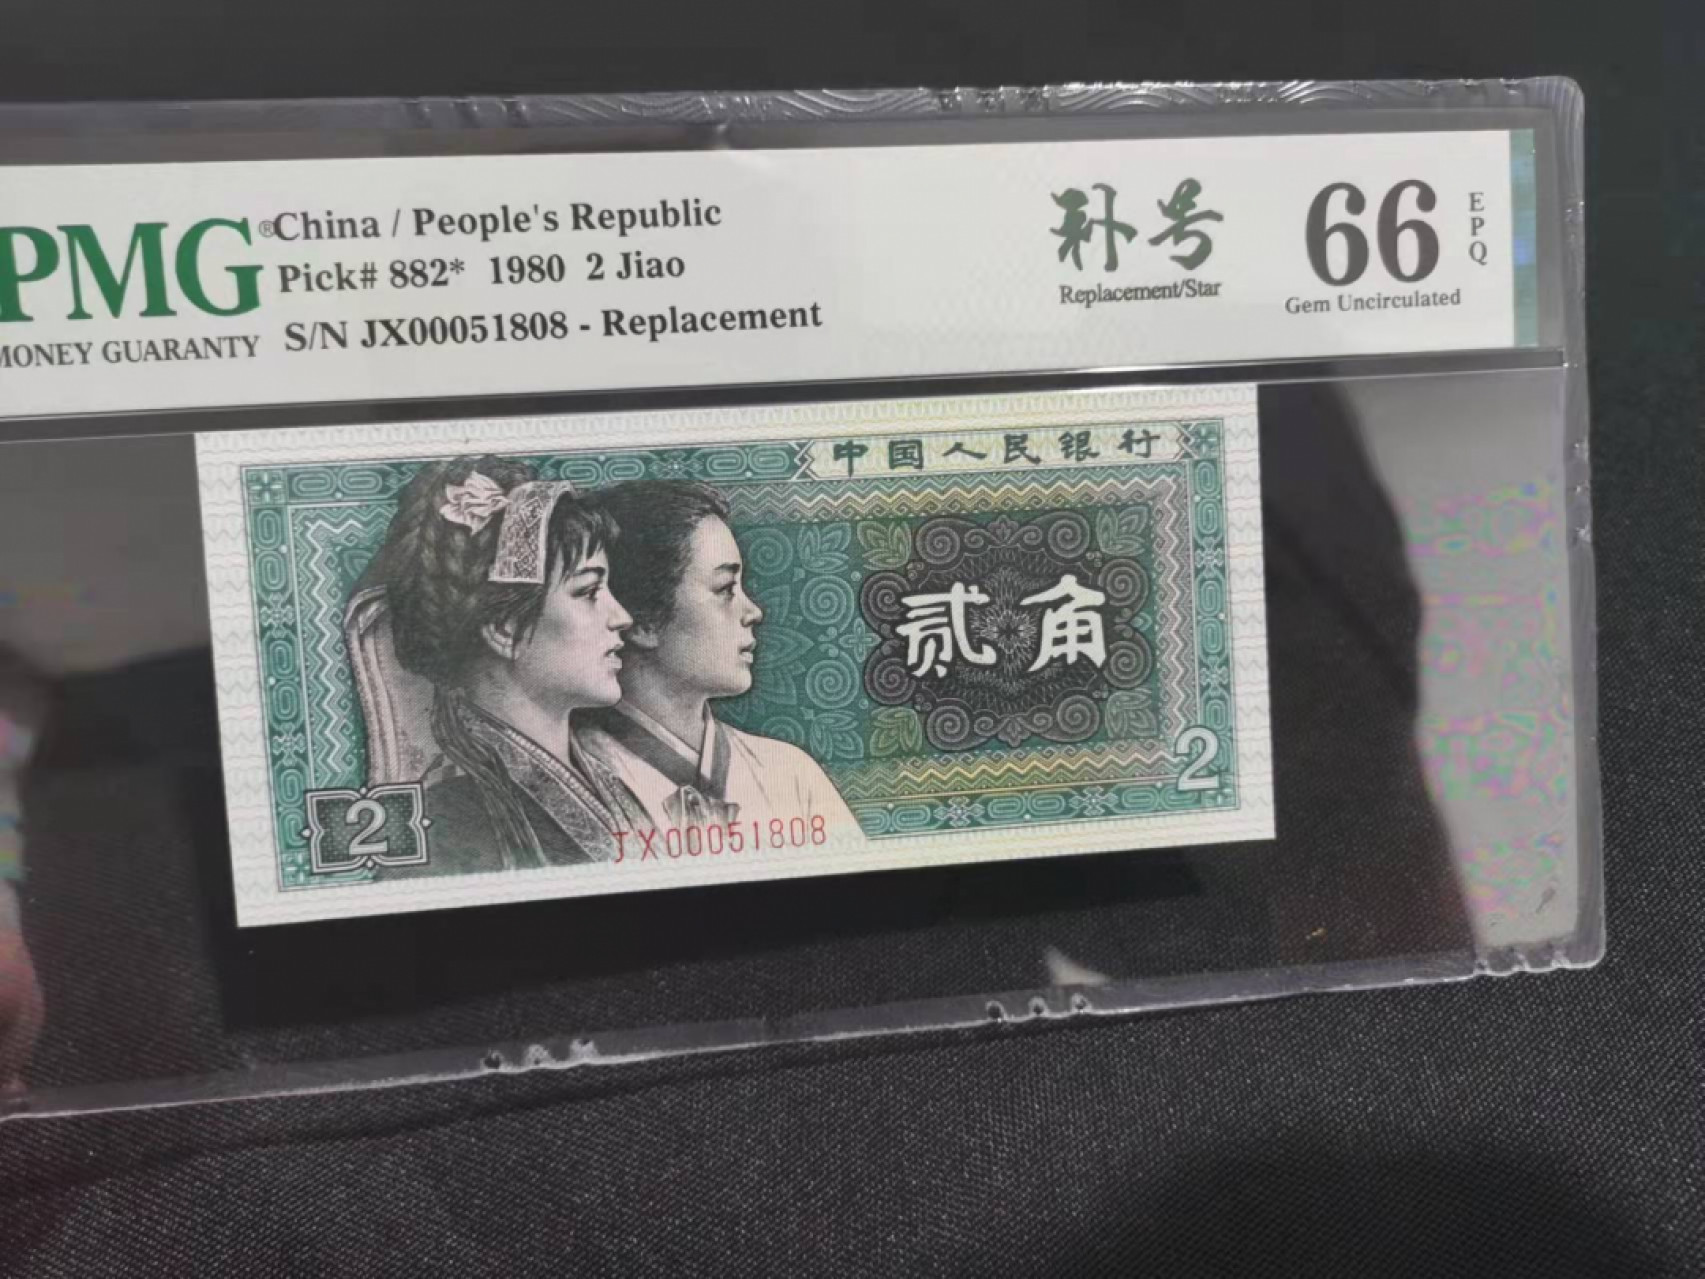 PMG®
MONEY GUARANTY
China / People's Republic
Pick# 882* 1980 2 Jiao
S/N JX00051808 - Replacement
补号
Replacement/Star
66
EPQ
Gem Uncirculated
中国人民银行
贰角
2
2
JX00051808